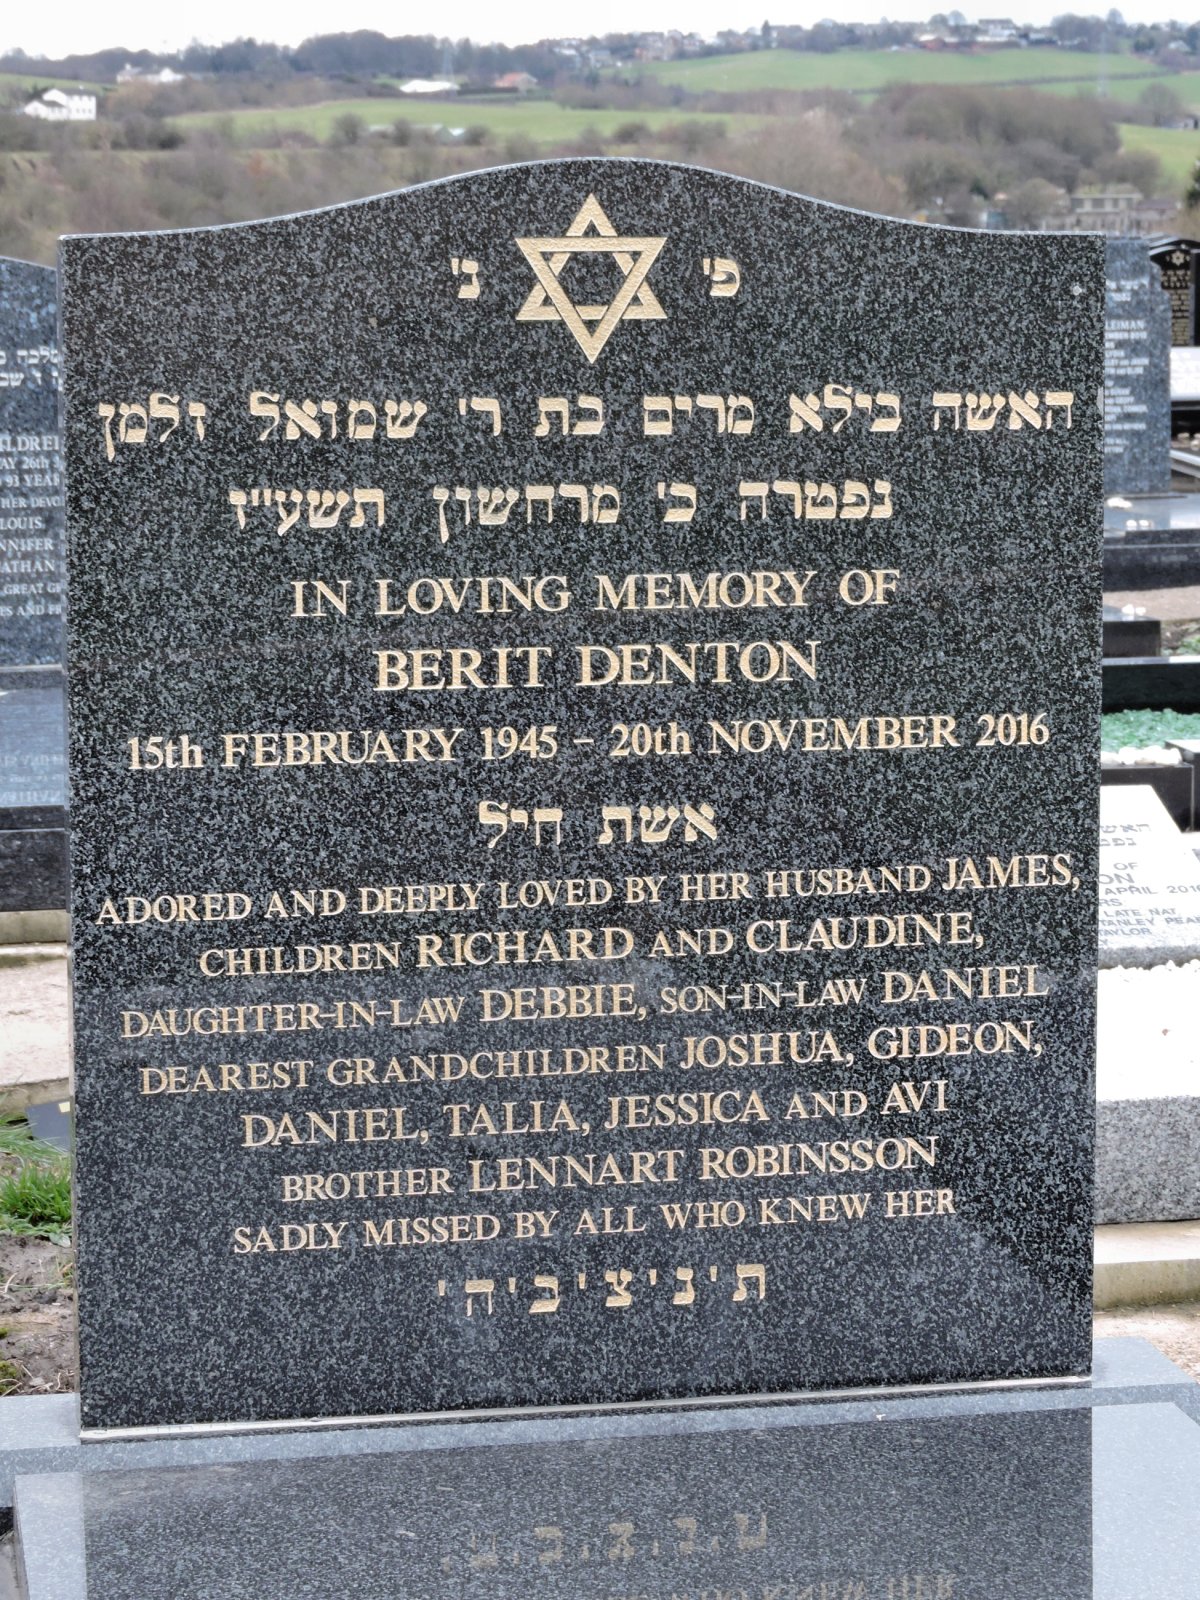 פ' נ'
האשה בילא מרים בת ר' שמואל זלמן
נפטרה כ' מרחשון תשע"ז
IN LOVING MEMORY OF
BERIT DENTON
15th FEBRUARY 1945 - 20th NOVEMBER 2016
אשת חיל
ADORED AND DEEPLY LOVED BY HER HUSBAND JAMES,
CHILDREN RICHARD AND CLAUDINE,
DAUGHTER-IN-LAW DEBBIE, SON-IN-LAW DANIEL
DEAREST GRANDCHILDREN JOSHUA, GIDEON,
DANIEL, TALIA, JESSICA AND AVI
BROTHER LENNART ROBINSSON
SADLY MISSED BY ALL WHO KNEW HER
ת'נ'צ'ב'ה'